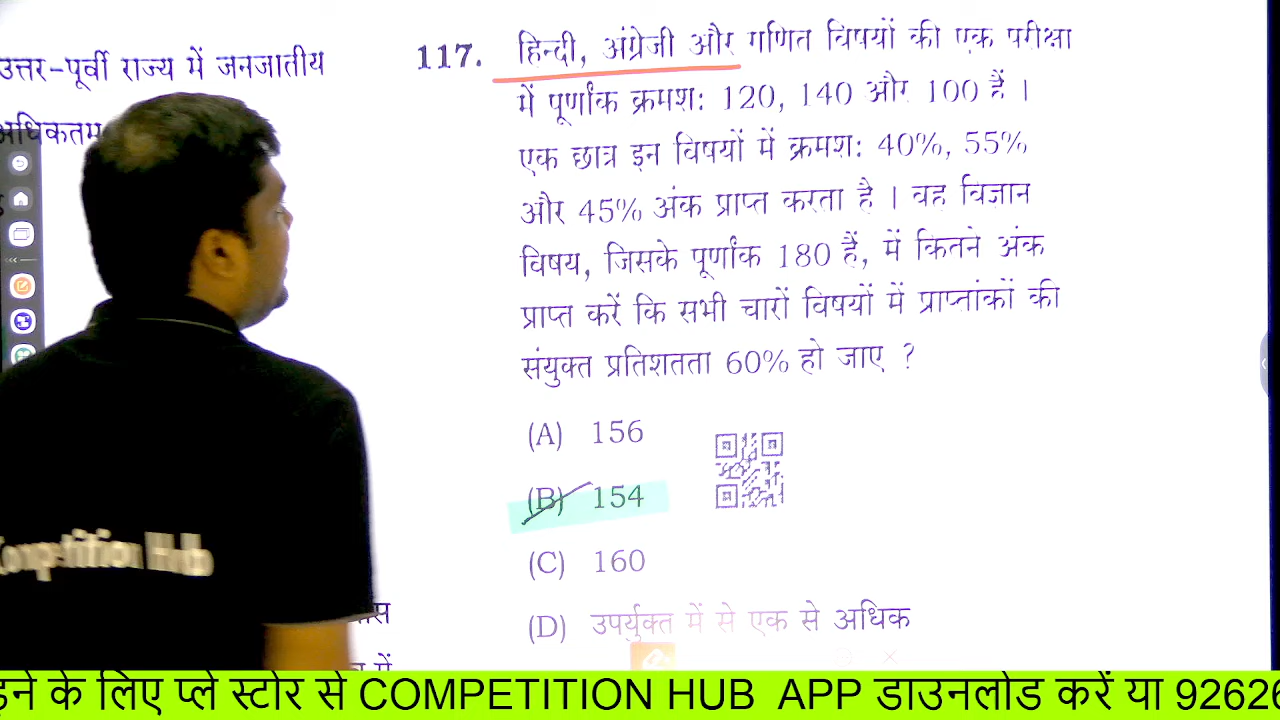 उत्तर-पूर्वी राज्य में जनजातीय
अधिकतम
117. हिन्दी, अंग्रेजी और गणित विषयों की एक परीक्षा
में पूर्णांक क्रमश: 120, 140 और 100 हैं ।
एक छात्र इन विषयों में क्रमश: 40%, 55%
और 45% अंक प्राप्त करता है । वह विज्ञान
विषय, जिसके पूर्णांक 180 हैं, में कितने अंक
प्राप्त करें कि सभी चारों विषयों में प्राप्तांकों की
संयुक्त प्रतिशतता 60% हो जाए ?
(A) 156
(B) 154
(C) 160
(D) उपर्युक्त में से एक से अधिक
Competition Hub
के लिए प्ले स्टोर से COMPETITION HUB APP डाउनलोड करें या 9262